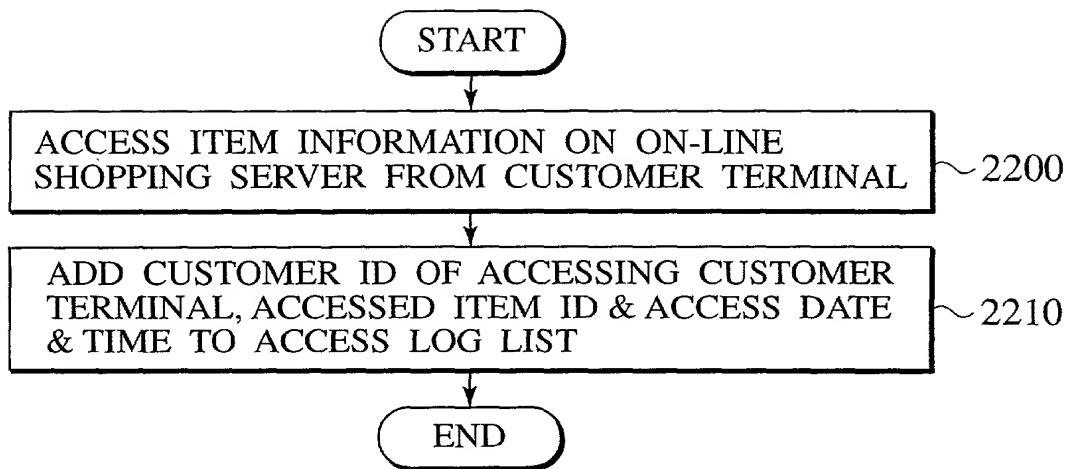 START
ACCESS ITEM INFORMATION ON ON-LINE
SHOPPING SERVER FROM CUSTOMER TERMINAL
2200
ADD CUSTOMER ID OF ACCESSING CUSTOMER
TERMINAL, ACCESSED ITEM ID & ACCESS DATE
& TIME TO ACCESS LOG LIST
2210
END